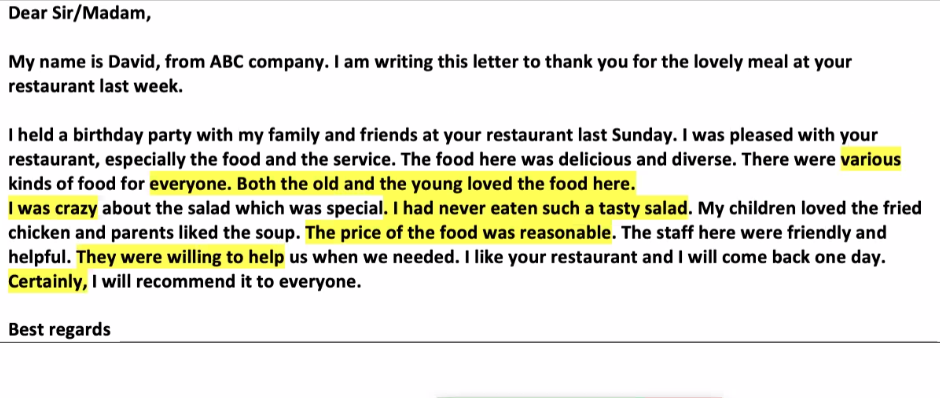 Dear Sir/Madam,
My name is David, from ABC company. I am writing this letter to thank you for the lovely meal at your
restaurant last week.
I held a birthday party with my family and friends at your restaurant last Sunday. I was pleased with your
restaurant, especially the food and the service. The food here was delicious and diverse. There were various
kinds of food for everyone. Both the old and the young loved the food here.
I was crazy about the salad which was special. I had never eaten such a tasty salad. My children loved the fried
chicken and parents liked the soup. The price of the food was reasonable. The staff here were friendly and
helpful. They were willing to help us when we needed. I like your restaurant and I will come back one day.
Certainly, I will recommend it to everyone.
Best regards